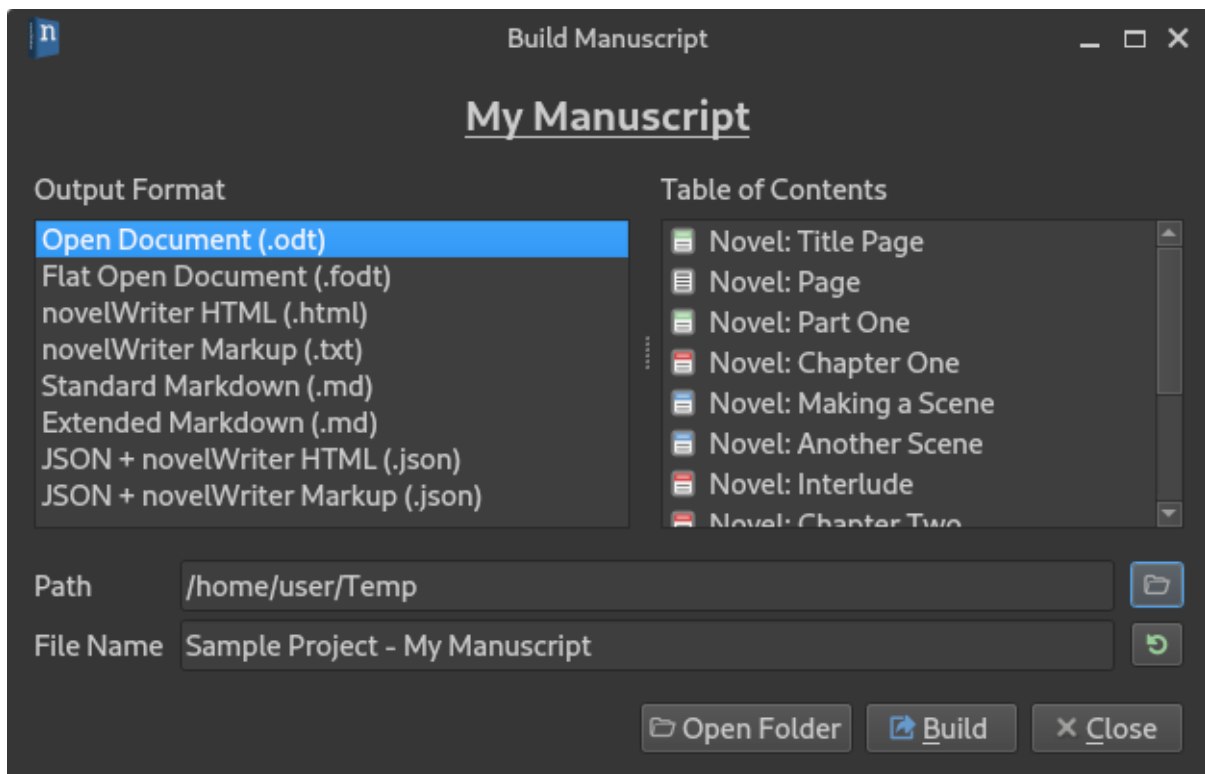 n
Build Manuscript
My Manuscript
Output Format
Open Document (.odt)
Flat Open Document (.fodt)
novelWriter HTML (.html)
novelWriter Markup (.txt)
Standard Markdown (.md)
Extended Markdown (.md)
JSON + novelWriter HTML (.json)
JSON + novelWriter Markup (.json)
Table of Contents
Novel: Title Page
Novel: Page
Novel: Part One
Novel: Chapter One
Novel: Making a Scene
Novel: Another Scene
Novel: Interlude
Novel: Chapter Two
Path /home/user/Temp
File Name Sample Project - My Manuscript
Open Folder Build Close